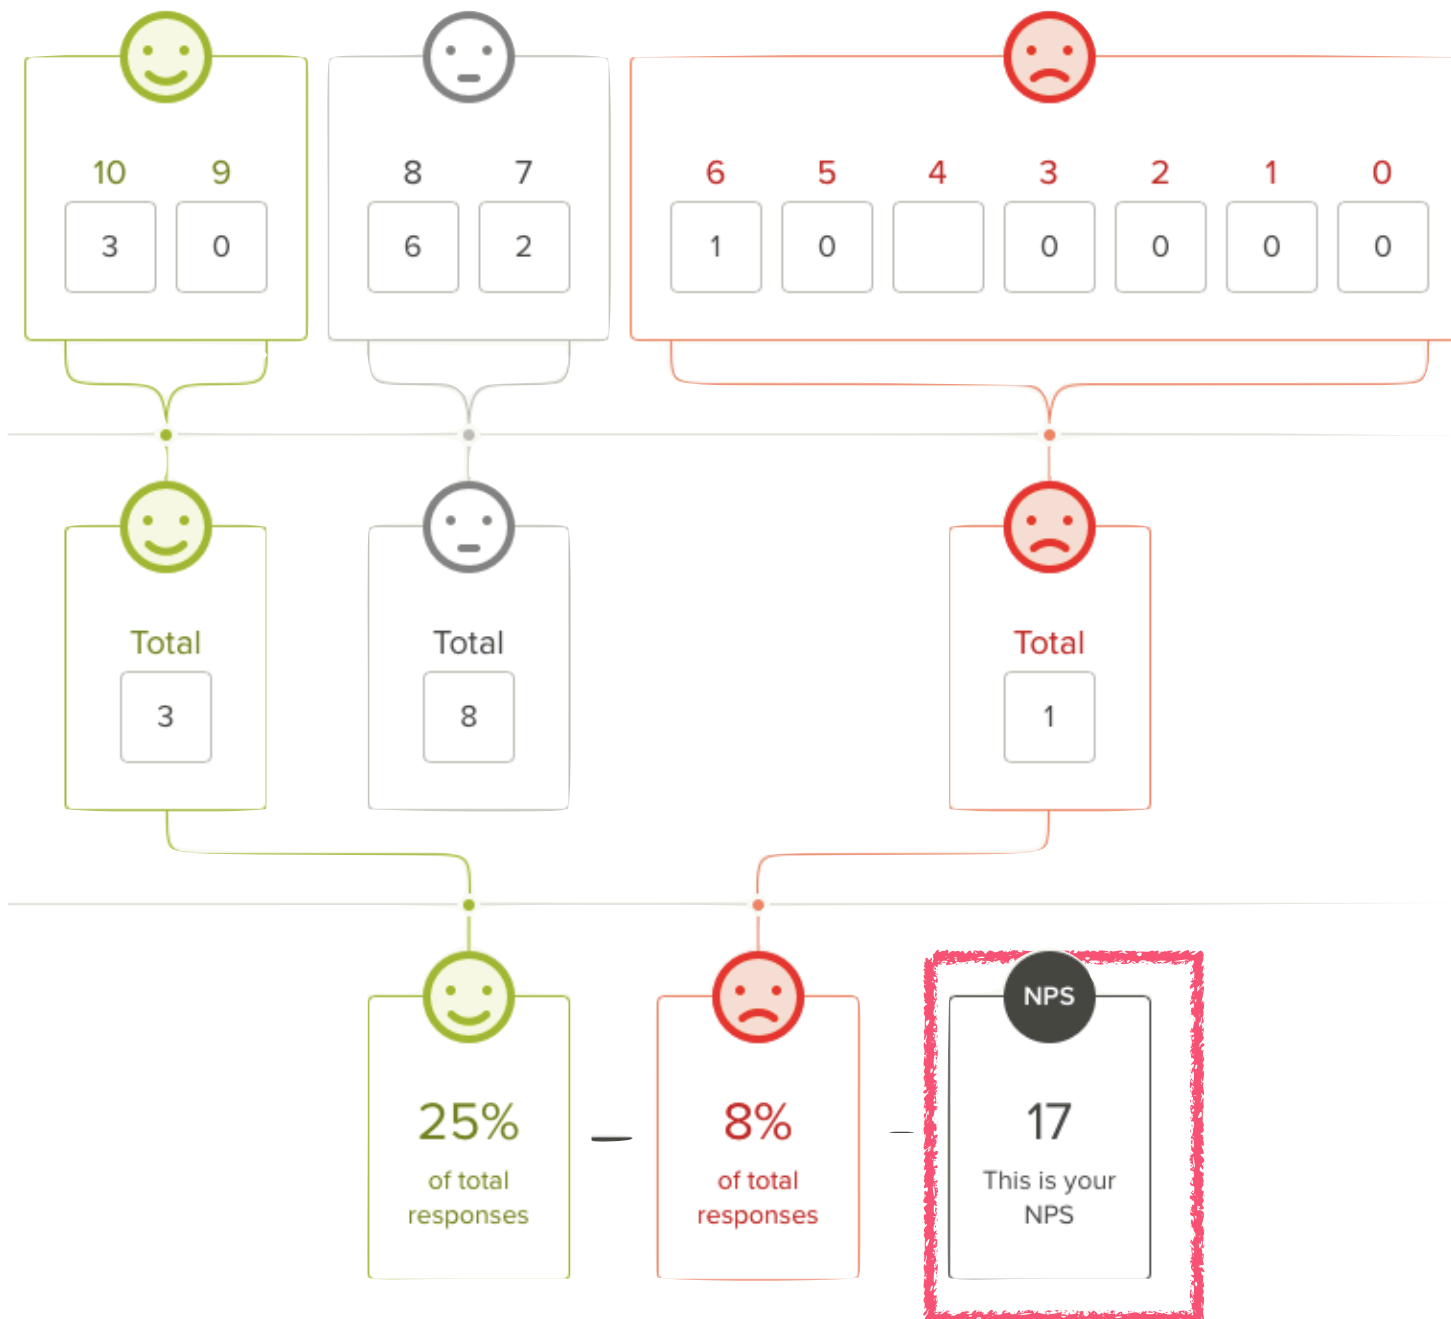 10 9 8 7 6 5 4 3 2 1 0
3 0 6 2 1 0 0 0 0 0
Total Total Total
3 8 1
NPS
25% – 8% – 17
of total of total This is your
responses responses NPS